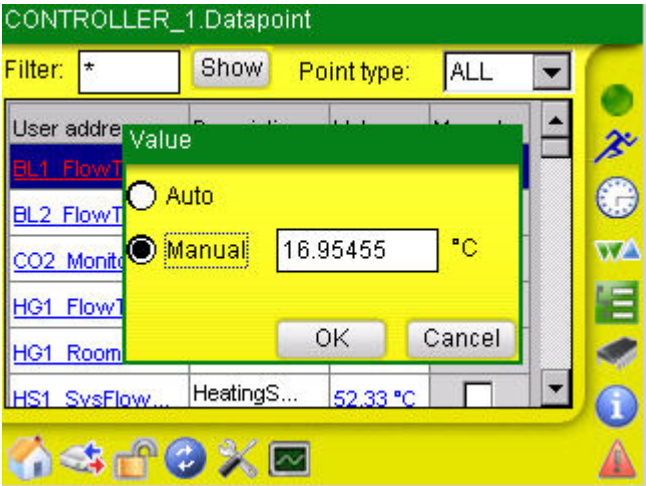 CONTROLLER_1.Datapoint
Filter: * Show Point type: ALL
User addre
Value
BL1 FlowT
Auto
BL2 FlowT
Manual 16.95455 °C
CO2 Monito
HG1 FlowT
OK Cancel
HG1 Room
HS1 SysFlow... HeatingS... 52.33 °C